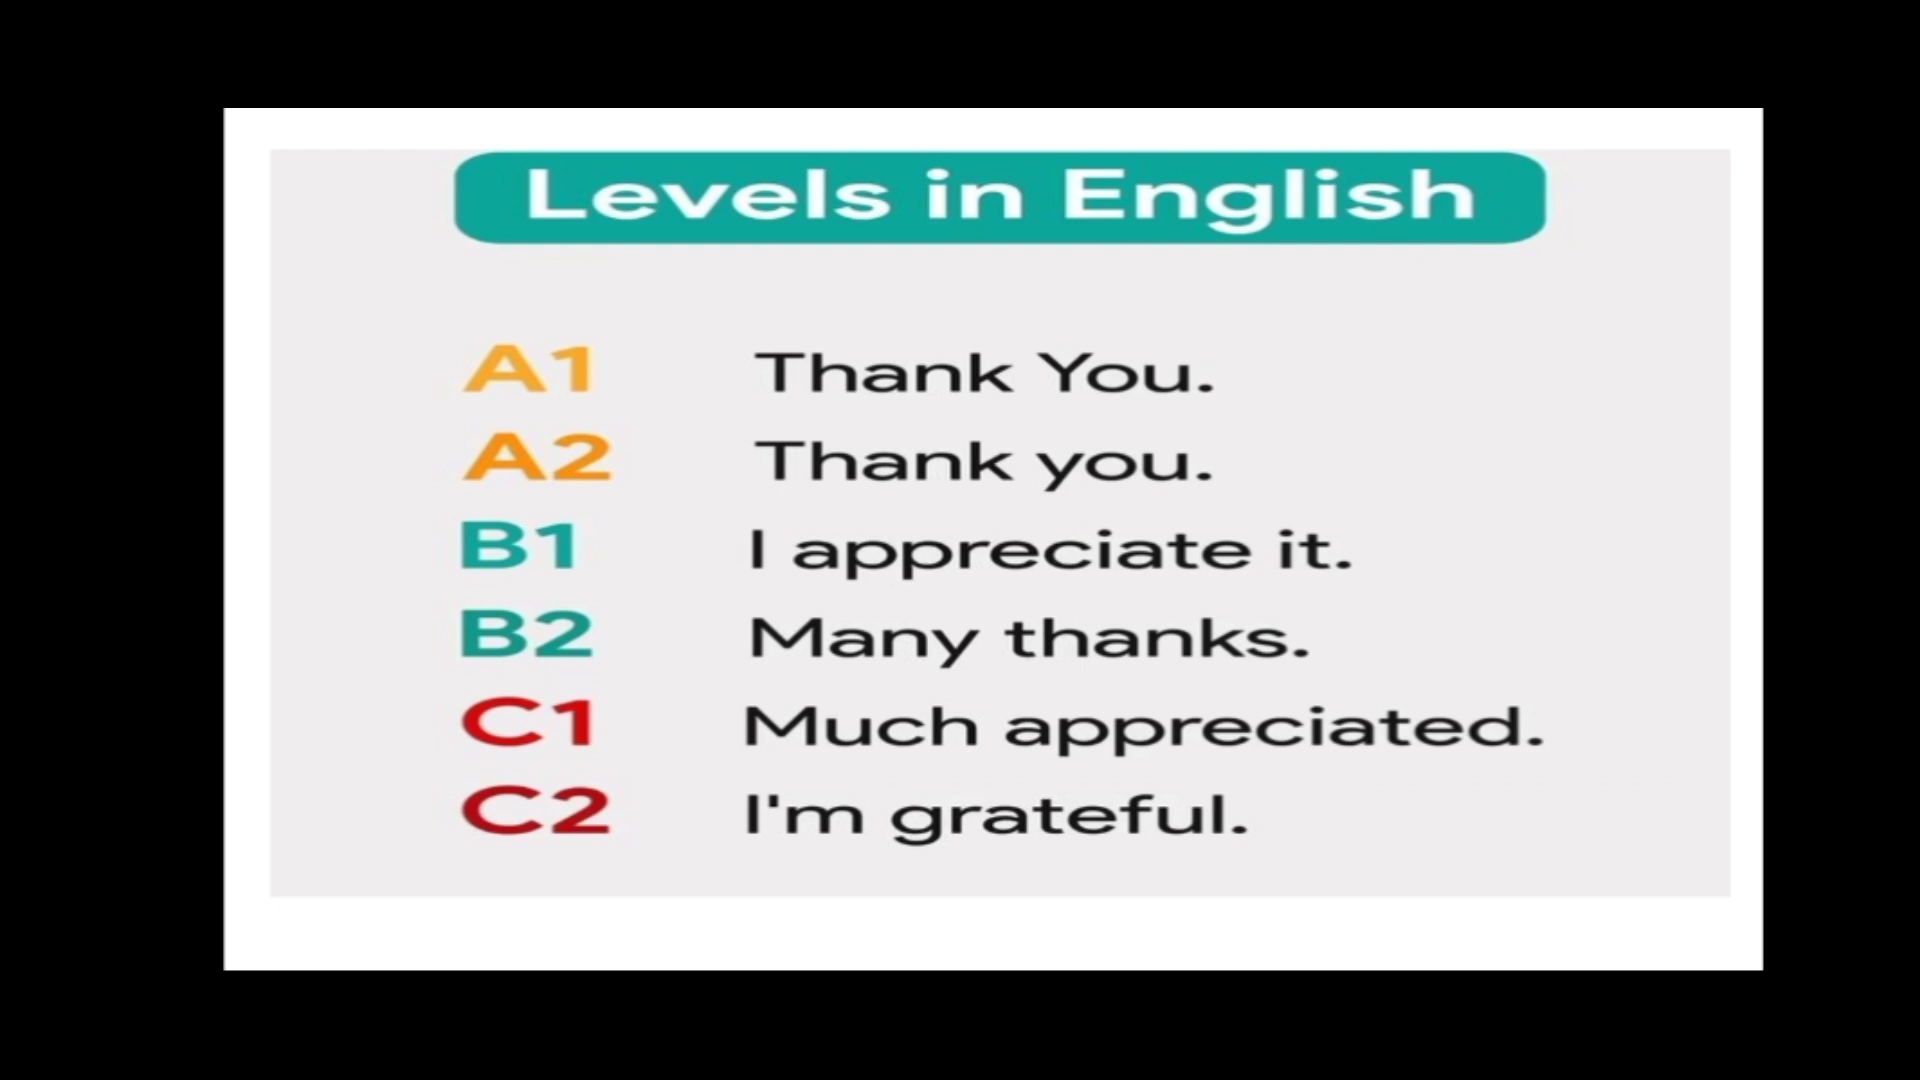 Levels in English
A1 Thank You.
A2 Thank you.
B1 I appreciate it.
B2 Many thanks.
C1 Much appreciated.
C2 I'm grateful.